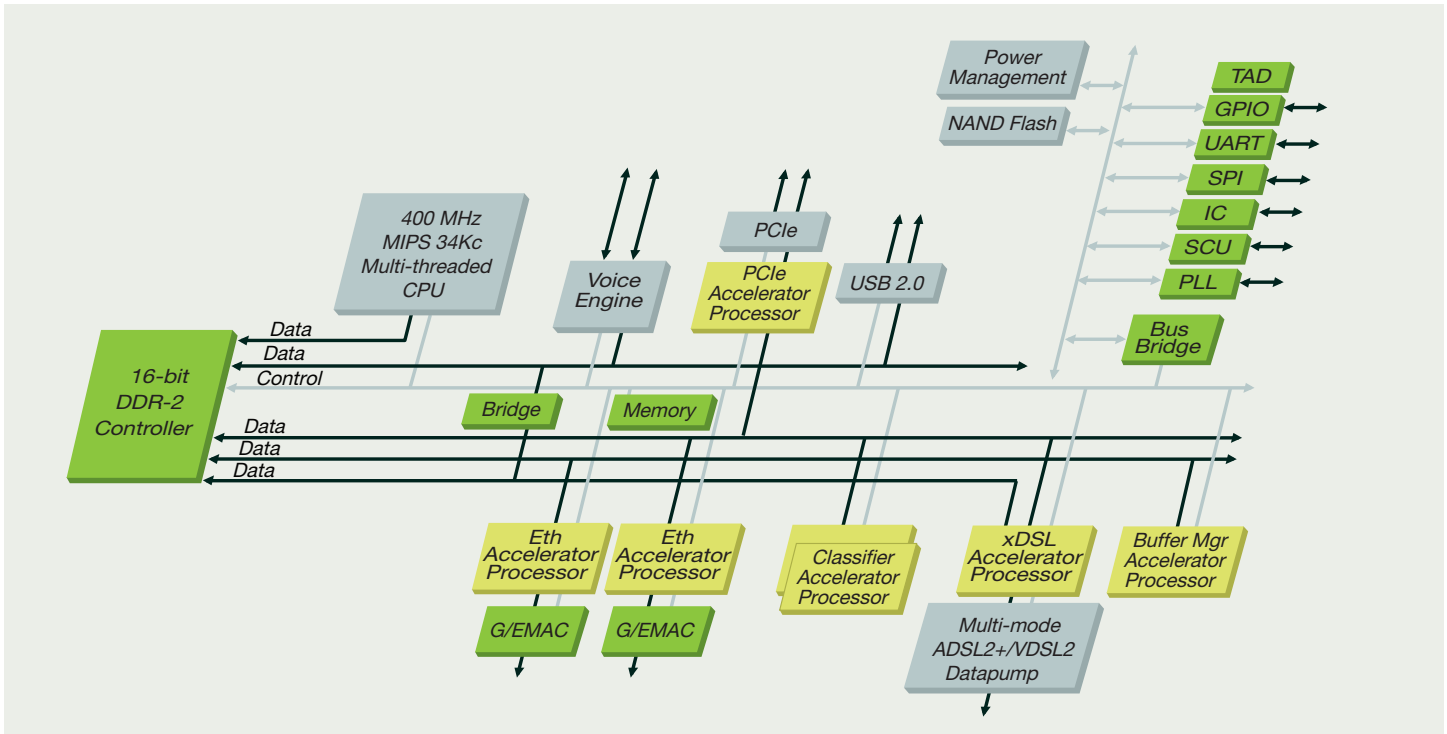 Power
Management
NAND Flash
TAD
GPIO
UART
SPI
IC
SCU
PLL
Bus
Bridge
400 MHz
MIPS 34Kc
Multi-threaded
CPU
Voice
Engine
PCIe
PCIe
Accelerator
Processor
USB 2.0
16-bit
DDR-2
Controller
Data
Data
Control
Bridge
Memory
Data
Data
Data
Eth
Accelerator
Processor
Eth
Accelerator
Processor
Classifier
Accelerator
Processor
xDSL
Accelerator
Processor
Buffer Mgr
Accelerator
Processor
G/EMAC
G/EMAC
Multi-mode
ADSL2+/VDSL2
Datapump